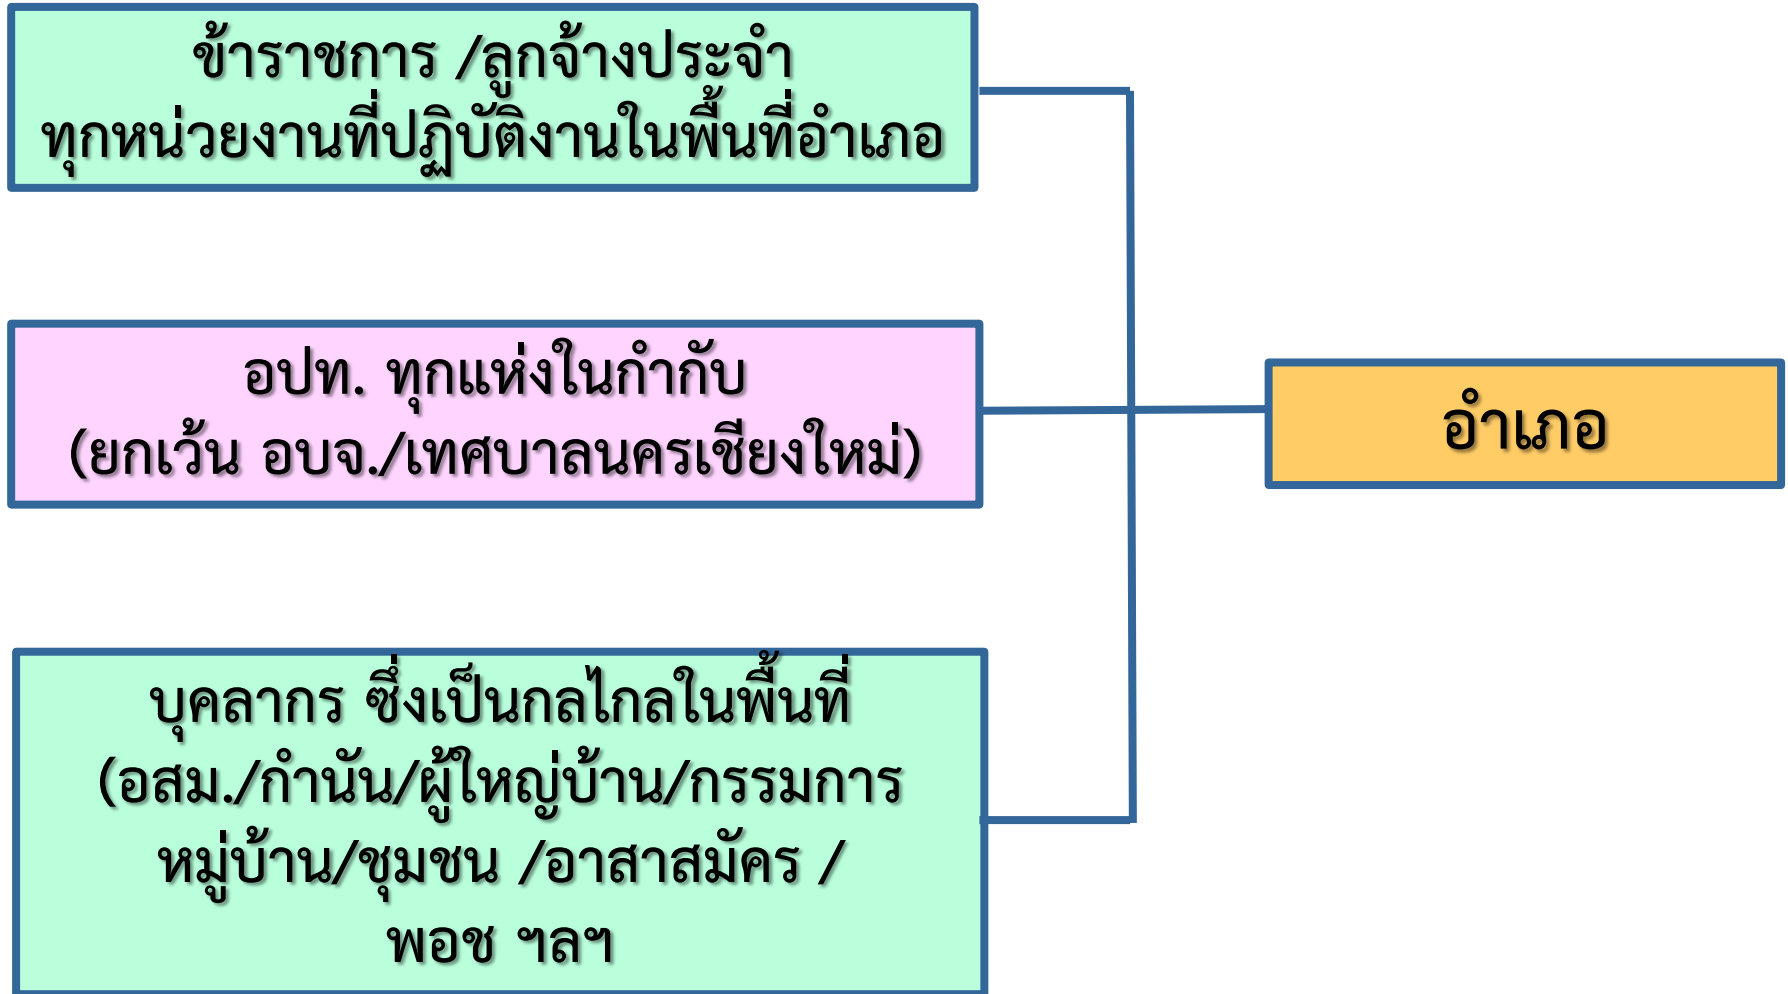 ข้าราชการ /ลูกจ้างประจำ
ทุกหน่วยงานที่ปฏิบัติงานในพื้นที่อำเภอ
อปท. ทุกแห่งในกำกับ
(ยกเว้น อบจ./เทศบาลนครเชียงใหม่)
อำเภอ
บุคลากร ซึ่งเป็นกลไกลในพื้นที่
(อสม./กำนัน/ผู้ใหญ่บ้าน/กรรมการ
หมู่บ้าน/ชุมชน /อาสาสมัคร /
พอช ฯลฯ